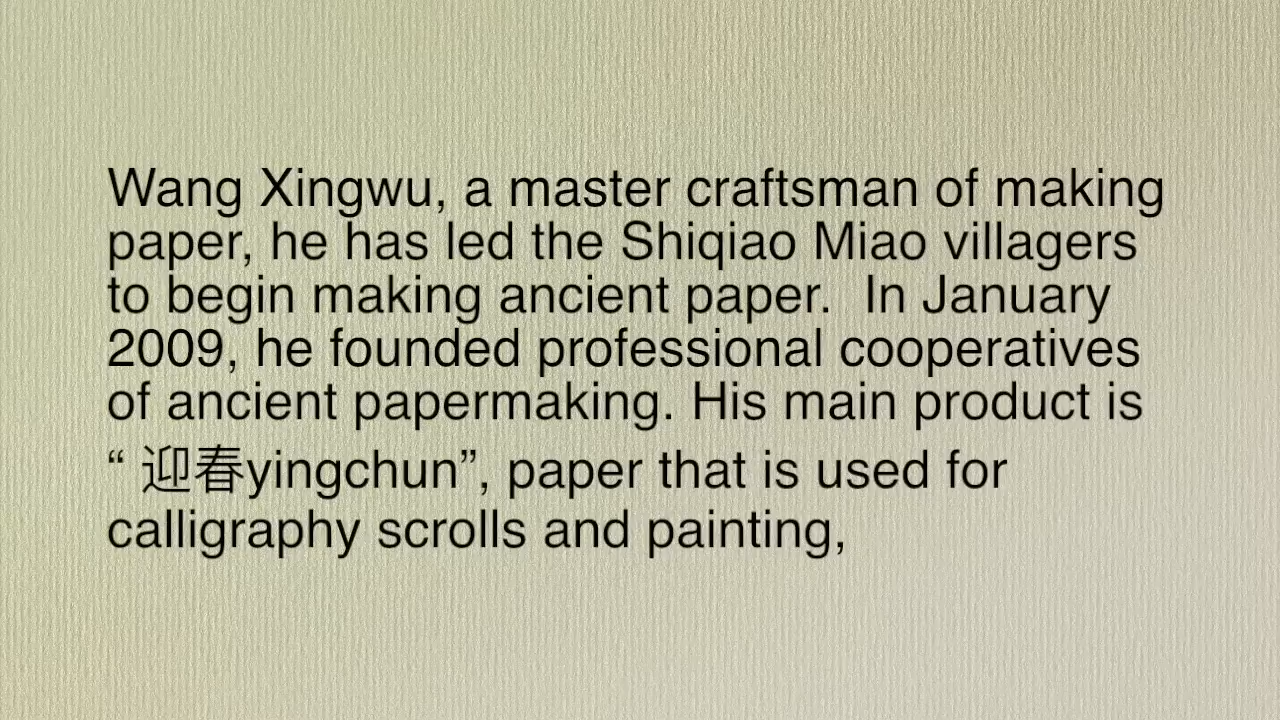 Wang Xingwu, a master craftsman of making
paper, he has led the Shiqiao Miao villagers
to begin making ancient paper.  In January
2009, he founded professional cooperatives
of ancient papermaking. His main product is
“ 迎春yingchun”, paper that is used for
calligraphy scrolls and painting,